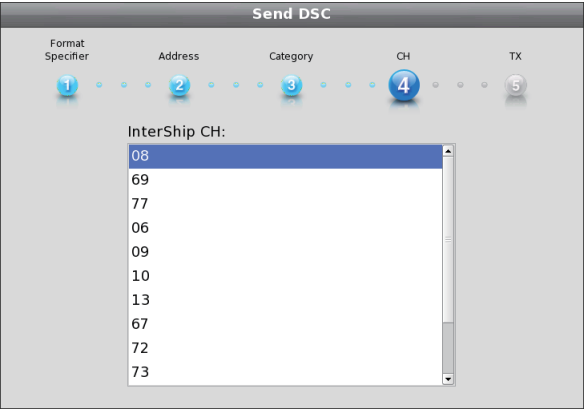 Send DSC
Format
Specifier
Address
Category
CH
TX
1
2
3
4
5
InterShip CH:
08
69
77
06
09
10
13
67
72
73